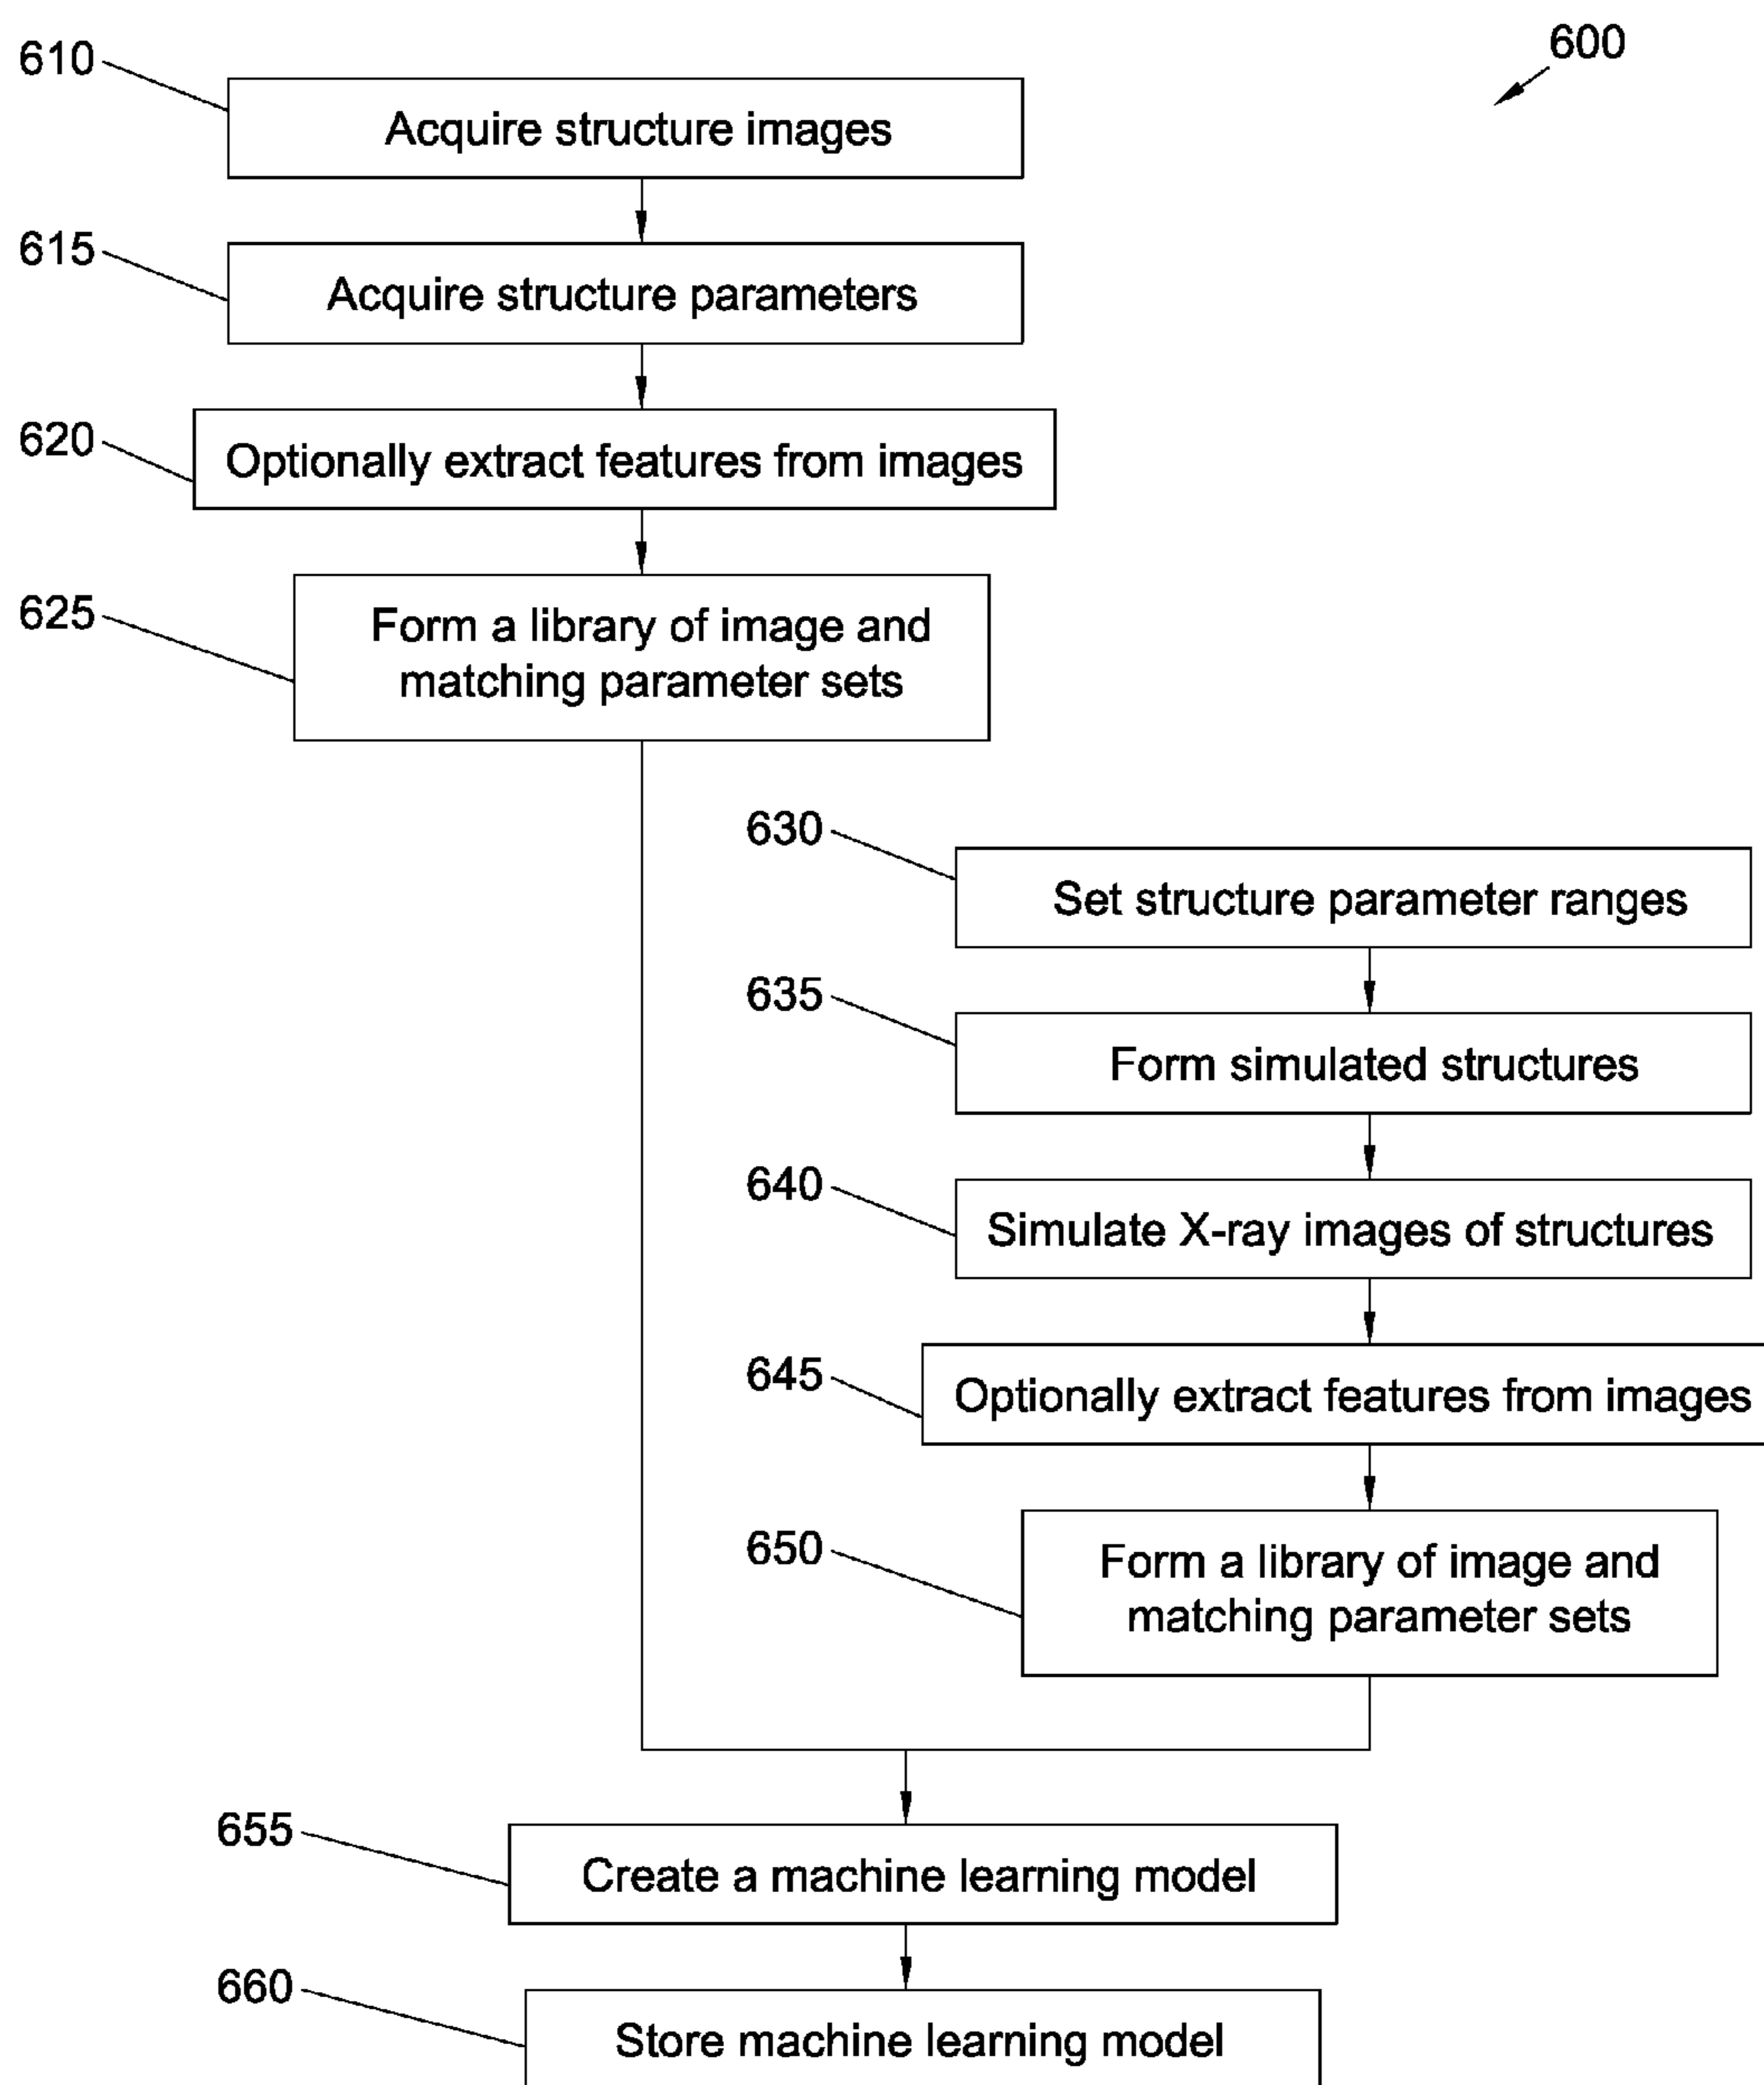 600
610
Acquire structure images
615
Acquire structure parameters
620
Optionally extract features from images
625
Form a library of image and
matching parameter sets
630
Set structure parameter ranges
635
Form simulated structures
640
Simulate X-ray images of structures
645
Optionally extract features from images
650
Form a library of image and
matching parameter sets
655
Create a machine learning model
660
Store machine learning model